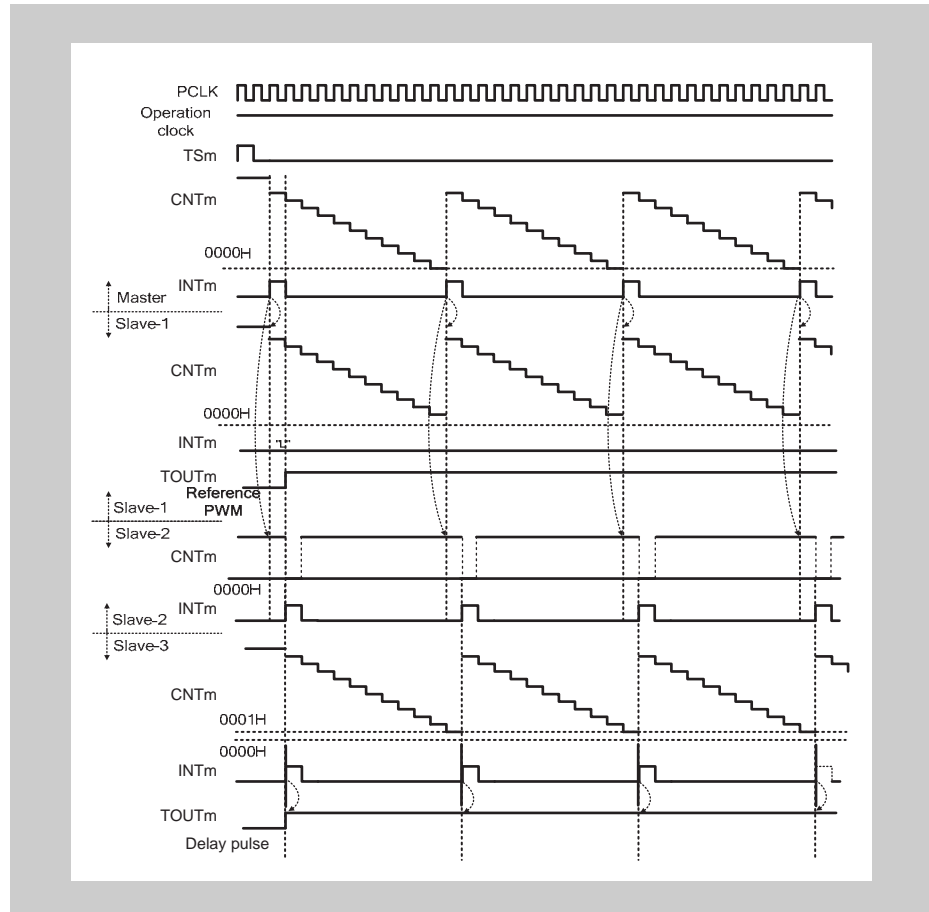 PCLK
Operation
clock
TSm
CNTm
0000H
INTm
Master
Slave-1
CNTm
0000H
INTm
TOUTm
Reference
PWM
Slave-1
Slave-2
CNTm
0000H
INTm
Slave-2
Slave-3
CNTm
0001H
0000H
INTm
TOUTm
Delay pulse